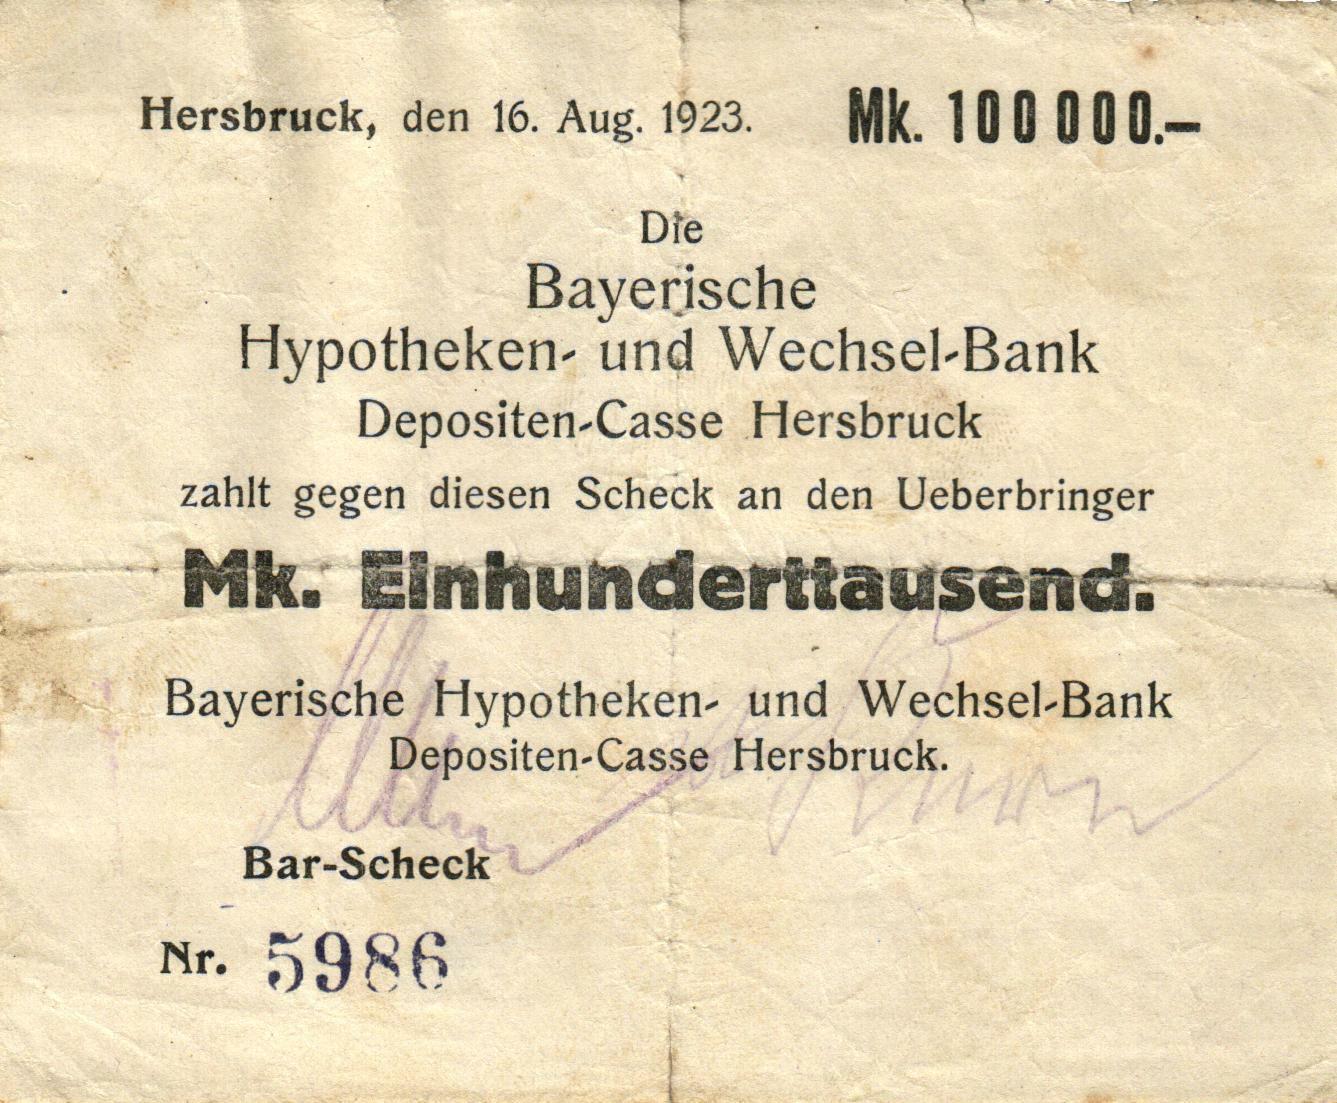 Hersbruck, den 16. Aug. 1923. Mk. 100 000.–
Die
Bayerische
Hypotheken- und Wechsel-Bank
Depositen-Casse Hersbruck
zahlt gegen diesen Scheck an den Ueberbringer
Mk. Einhunderttausend.
Bayerische Hypotheken- und Wechsel-Bank
Depositen-Casse Hersbruck.
Bar-Scheck
Nr. 5986